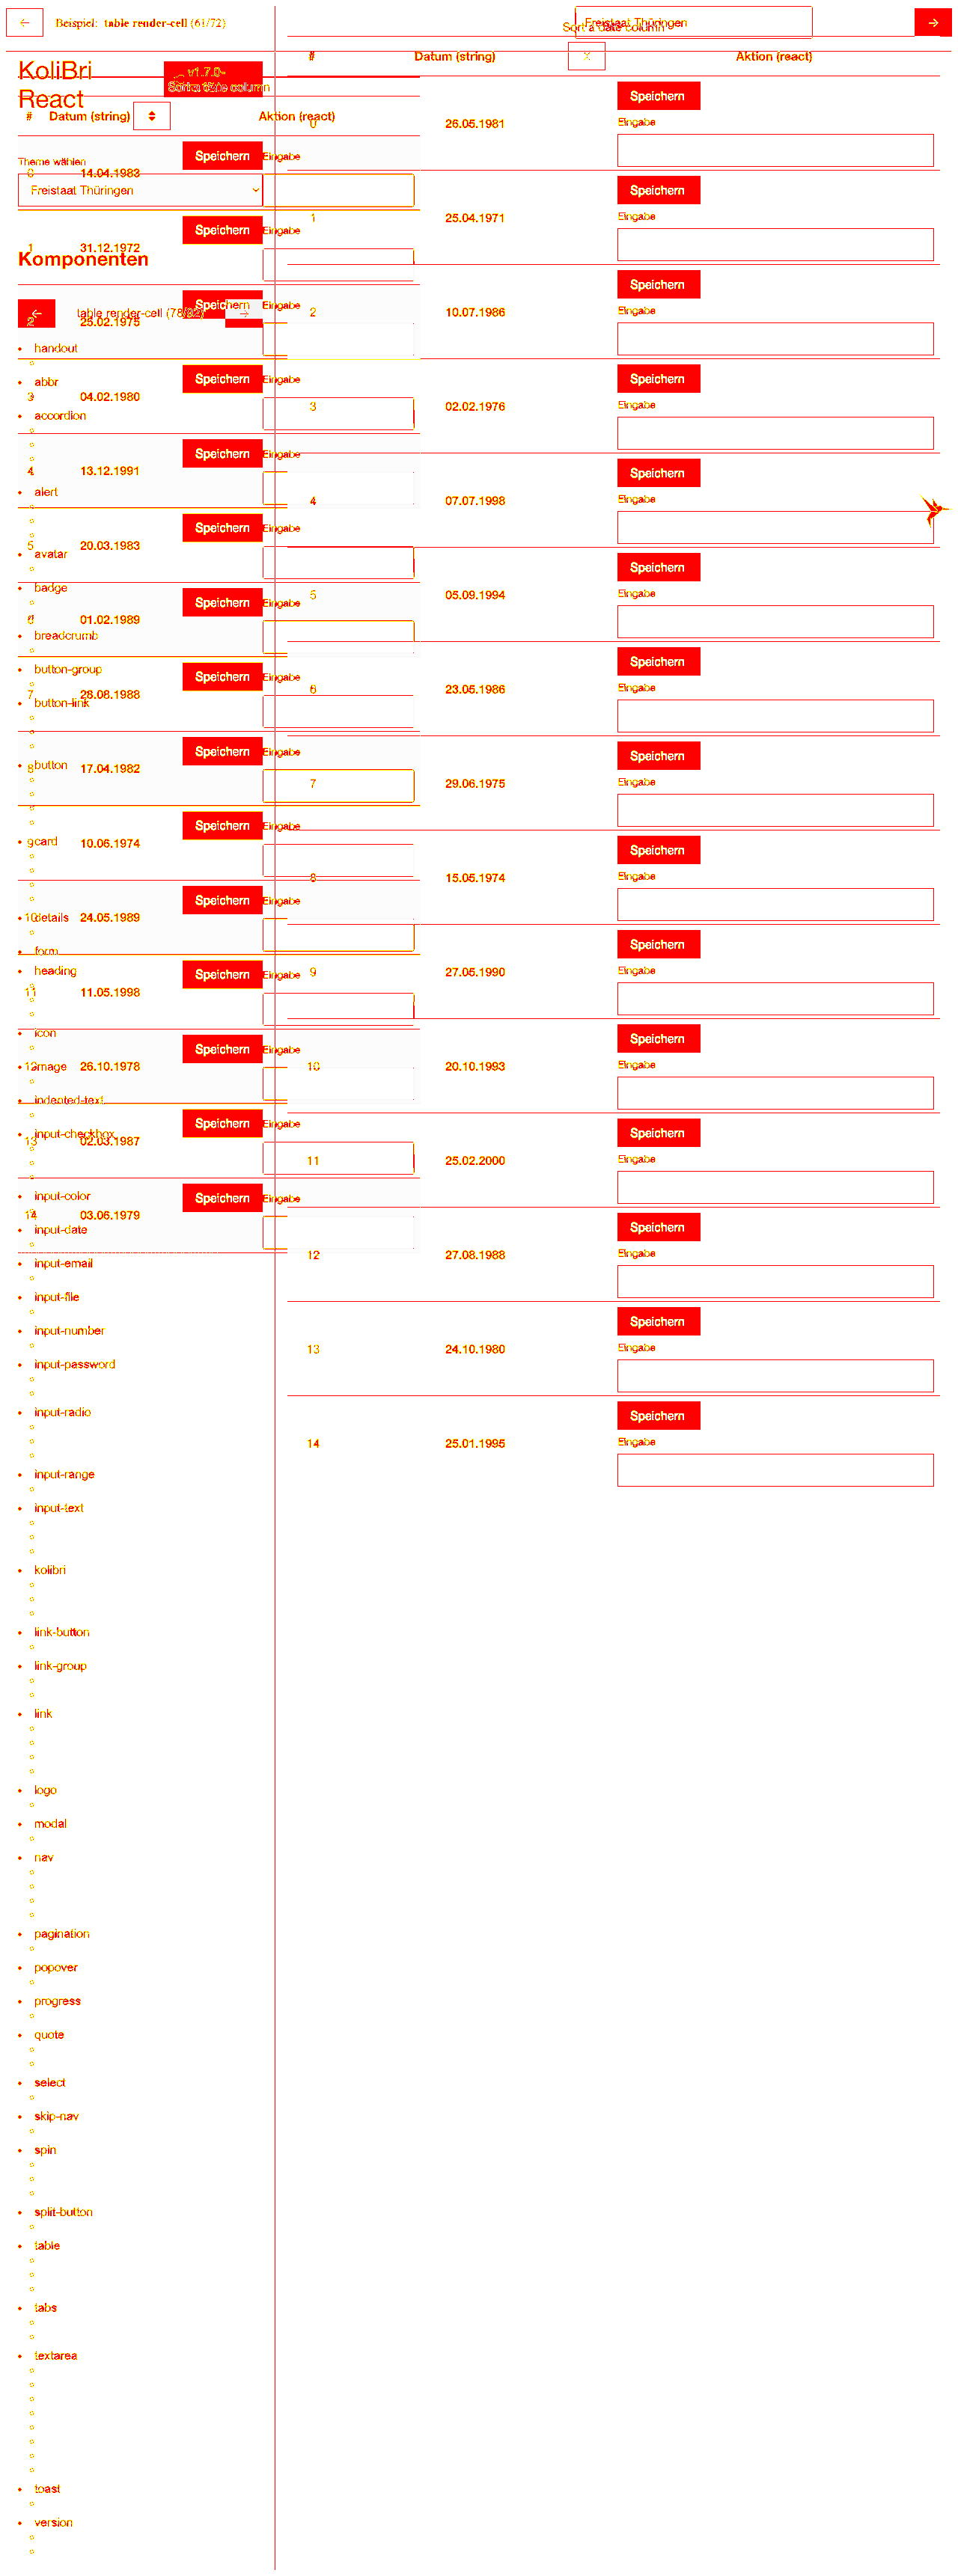 ← Beispiel: table render-cell (61/72) Freistaat Thüringen →
Sort a date column
KoliBri React
v1.7.0-
Sort a date column
# Datum (string) Aktion (react)
# Datum (string) Aktion (react)
Theme wählen
Freistaat Thüringen
Komponenten
← table render-cell (78/92) →
0 14.04.1983 Speichern Eingabe
1 31.12.1972 Speichern Eingabe
2 25.02.1975 Speichern Eingabe
3 04.02.1980 Speichern Eingabe
4 13.12.1991 Speichern Eingabe
5 20.03.1983 Speichern Eingabe
6 01.02.1989 Speichern Eingabe
7 28.08.1988 Speichern Eingabe
8 17.04.1982 Speichern Eingabe
9 10.06.1974 Speichern Eingabe
10 24.05.1989 Speichern Eingabe
11 11.05.1998 Speichern Eingabe
12 26.10.1978 Speichern Eingabe
13 02.03.1987 Speichern Eingabe
14 03.06.1979 Speichern Eingabe
handout
abbr
accordion
alert
avatar
badge
breadcrumb
button-group
button-link
button
card
details
form
heading
icon
image
indented-text
input-checkbox
input-color
input-date
input-email
input-file
input-number
input-password
input-radio
input-range
input-text
kolibri
link-button
link-group
link
logo
modal
nav
pagination
popover
progress
quote
select
skip-nav
spin
split-button
table
tabs
textarea
toast
version
0 26.05.1981 Speichern Eingabe
1 25.04.1971 Speichern Eingabe
2 10.07.1986 Speichern Eingabe
3 02.02.1976 Speichern Eingabe
4 07.07.1998 Speichern Eingabe
5 05.09.1994 Speichern Eingabe
6 23.05.1986 Speichern Eingabe
7 29.06.1975 Speichern Eingabe
8 15.05.1974 Speichern Eingabe
9 27.05.1990 Speichern Eingabe
10 20.10.1993 Speichern Eingabe
11 25.02.2000 Speichern Eingabe
12 27.08.1988 Speichern Eingabe
13 24.10.1980 Speichern Eingabe
14 25.01.1995 Speichern Eingabe